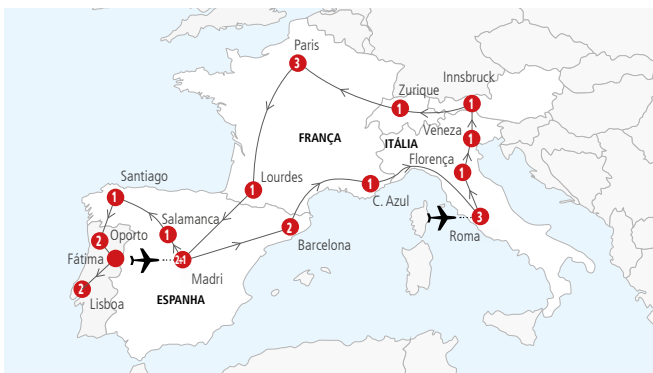 Paris
3
Innsbruck
1
Zurique
1
Veneza
1
FRANÇA
ITÁLIA
Florença
1
Lourdes
1
C. Azul
1
Roma
3
Santiago
1
Salamanca
1
Barcelona
2
Oporto
2
Fátima
Madri
2+1
Lisboa
2
ESPANHA